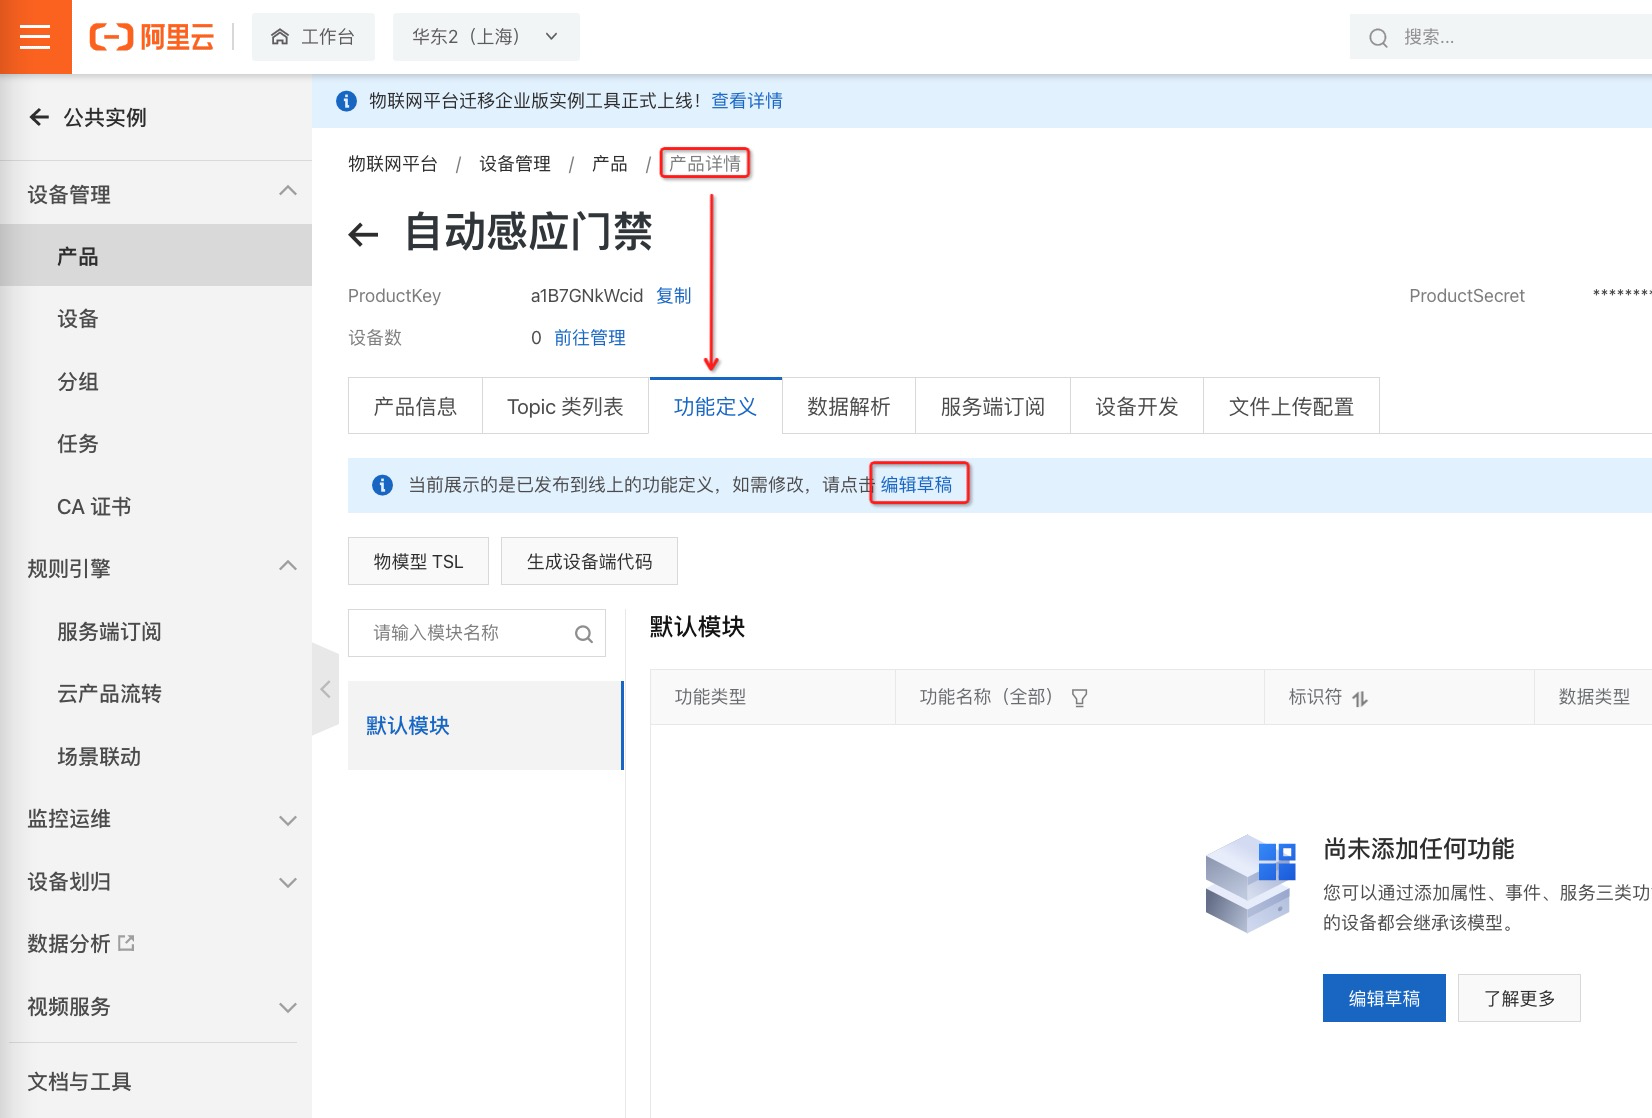 阿里云
工作台
华东2（上海）
搜索...
公共实例
设备管理
产品
设备
分组
任务
CA 证书
规则引擎
服务端订阅
云产品流转
场景联动
监控运维
设备划归
数据分析
视频服务
文档与工具
物联网平台迁移企业版实例工具正式上线！查看详情
物联网平台 / 设备管理 / 产品 / 产品详情
自动感应门禁
ProductKey a1B7GNkWcid 复制
ProductSecret ********
设备数 0 前往管理
产品信息 Topic 类列表 功能定义 数据解析 服务端订阅 设备开发 文件上传配置
当前展示的是已发布到线上的功能定义，如需修改，请点击 编辑草稿
物模型 TSL 生成设备端代码
请输入模块名称
默认模块
默认模块
功能类型 功能名称（全部） 标识符 数据类型
尚未添加任何功能
您可以通过添加属性、事件、服务三类功
的设备都会继承该模型。
编辑草稿 了解更多